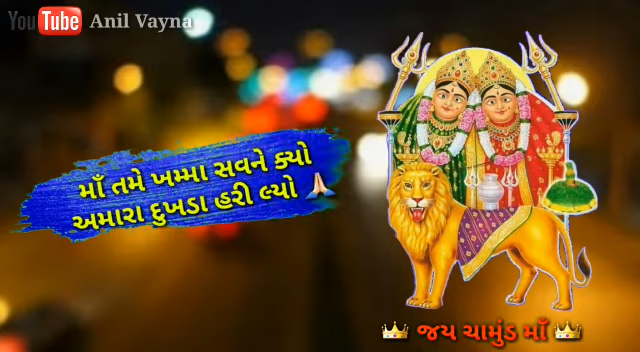 YouTube Anil Vayna
માઁ તમે ખમ્મા સવને ક્યો
અમારા દુખડા હરી લ્યો 🙏🏻
👑 જય ચામુંડ માઁ 👑